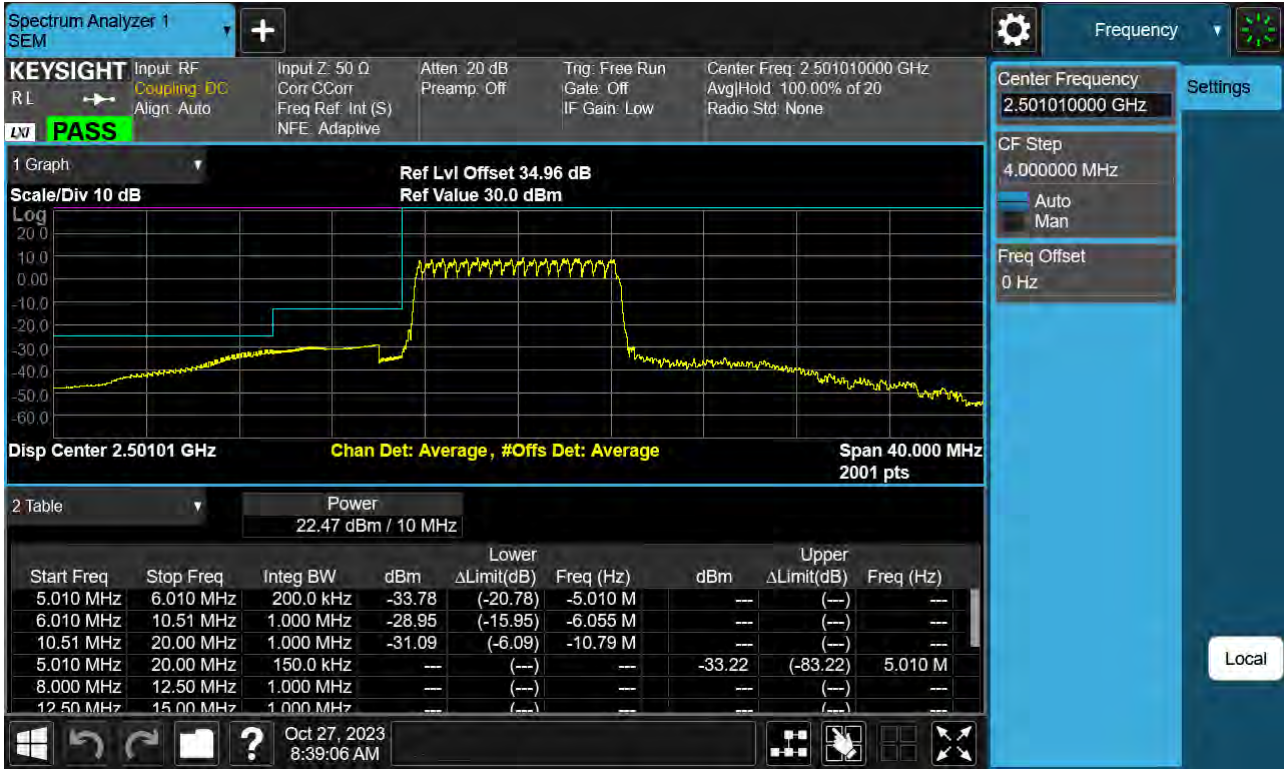 Spectrum Analyzer 1
SEM
Frequency
KEYSIGHT
RL
LXI
PASS
Input: RF
Coupling: DC
Align: Auto
Input Z: 50 Ω
Corr CCorr
Freq Ref: Int (S)
NFE: Adaptive
Atten: 20 dB
Preamp: Off
Trig: Free Run
Gate: Off
IF Gain: Low
Center Freq: 2.501010000 GHz
Avg|Hold: 100.00% of 20
Radio Std: None
Center Frequency
2.501010000 GHz
Settings
CF Step
4.000000 MHz
Auto
Man
Freq Offset
0 Hz
Local
1 Graph
Scale/Div 10 dB
Ref Lvl Offset 34.96 dB
Ref Value 30.0 dBm
Log
20.0
10.0
0.00
-10.0
-20.0
-30.0
-40.0
-50.0
-60.0
Disp Center 2.50101 GHz
Chan Det: Average, #Offs Det: Average
Span 40.000 MHz
2001 pts
2 Table
Power
22.47 dBm / 10 MHz
Lower Upper
Start Freq Stop Freq Integ BW dBm ΔLimit(dB) Freq (Hz) dBm ΔLimit(dB) Freq (Hz)
5.010 MHz 6.010 MHz 200.0 kHz -33.78 (-20.78) -5.010 M --- (---) ---
6.010 MHz 10.51 MHz 1.000 MHz -28.95 (-15.95) -6.055 M --- (---) ---
10.51 MHz 20.00 MHz 1.000 MHz -31.09 (-6.09) -10.79 M --- (---) ---
5.010 MHz 20.00 MHz 150.0 kHz --- (---) --- -33.22 (-83.22) 5.010 M
8.000 MHz 12.50 MHz 1.000 MHz --- (---) --- --- (---) ---
12.50 MHz 15.00 MHz 1.000 MHz --- (---) --- --- (---) ---
?
Oct 27, 2023
8:39:06 AM